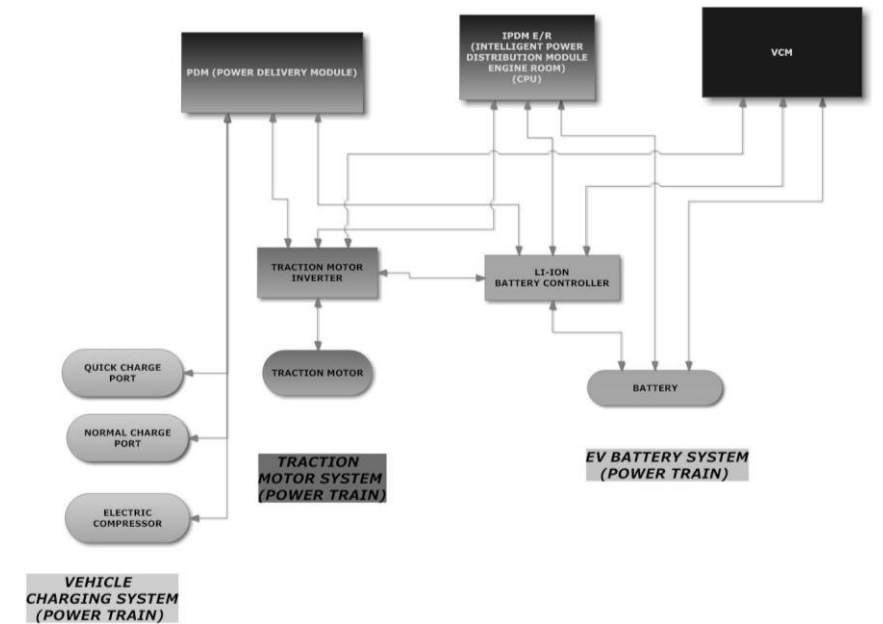 PDM (POWER DELIVERY MODULE)
IPDM E/R
(INTELLIGENT POWER
DISTRIBUTION MODULE
ENGINE ROOM)
(CPU)
VCM
TRACTION MOTOR
INVERTER
LI-ION
BATTERY CONTROLLER
QUICK CHARGE
PORT
TRACTION MOTOR
BATTERY
NORMAL CHARGE
PORT
TRACTION
MOTOR SYSTEM
(POWER TRAIN)
EV BATTERY SYSTEM
(POWER TRAIN)
ELECTRIC
COMPRESSOR
VEHICLE
CHARGING SYSTEM
(POWER TRAIN)